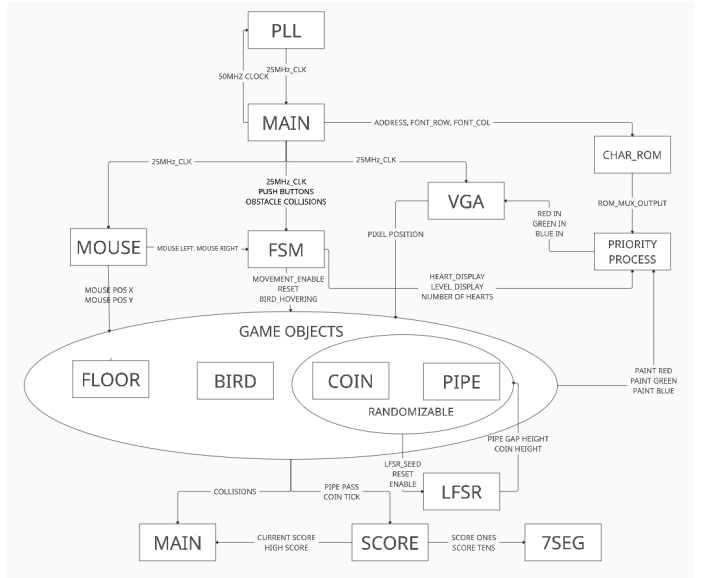 PLL
50MHZ CLOCK
25MHz_CLK
MAIN
ADDRESS, FONT_ROW, FONT_COL
CHAR_ROM
25MHz_CLK
25MHz_CLK
25MHz_CLK
PUSH BUTTONS
OBSTACLE COLLISIONS
VGA
ROM_MUX_OUTPUT
RED IN
GREEN IN
BLUE IN
PIXEL POSITION
MOUSE
MOUSE LEFT, MOUSE RIGHT
FSM
PRIORITY
PROCESS
MOVEMENT_ENABLE
RESET
BIRD_HOVERING
HEART_DISPLAY
LEVEL_DISPLAY
NUMBER OF HEARTS
MOUSE POS X
MOUSE POS Y
GAME OBJECTS
FLOOR
BIRD
COIN
PIPE
RANDOMIZABLE
PAINT RED
PAINT GREEN
PAINT BLUE
PIPE GAP HEIGHT
COIN HEIGHT
LFSR_SEED
RESET
ENABLE
LFSR
COLLISIONS
PIPE PASS
COIN TICK
MAIN
CURRENT SCORE
HIGH SCORE
SCORE
SCORE ONES
SCORE TENS
7SEG